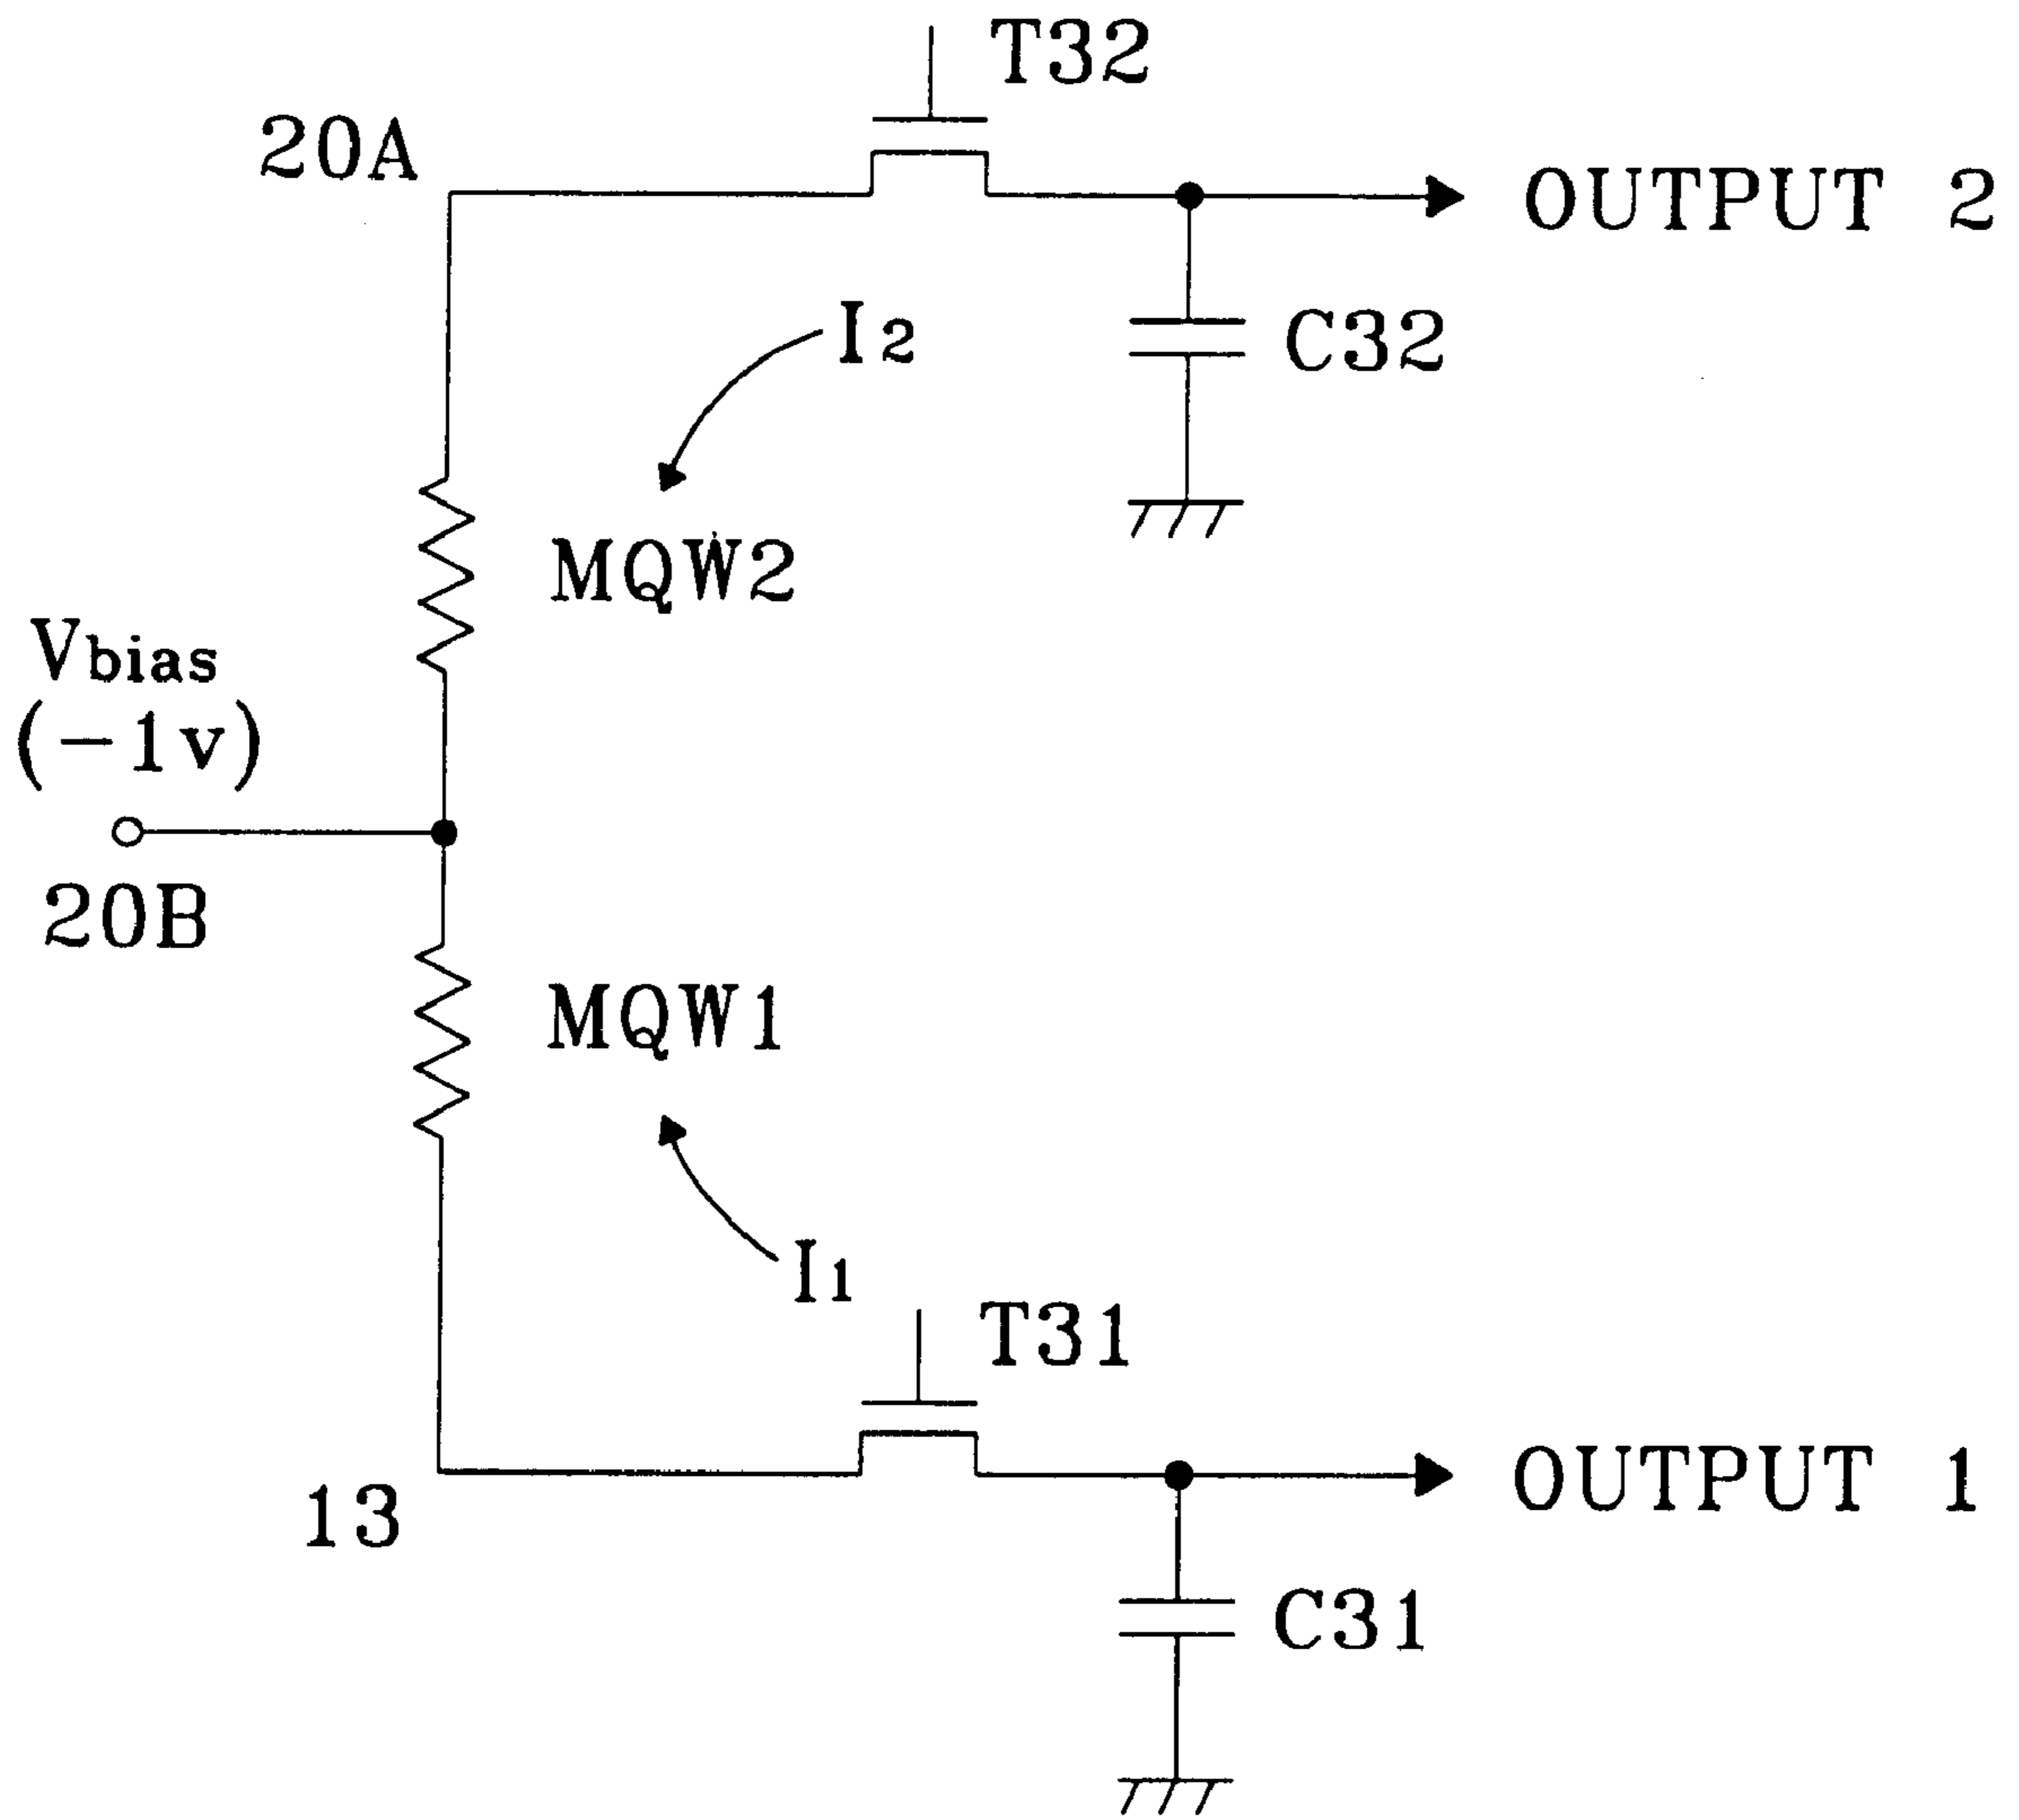 T32
20A
OUTPUT 2
I2
C32
MQW2
Vbias
(-1v)
20B
MQW1
I1
T31
OUTPUT 1
13
C31